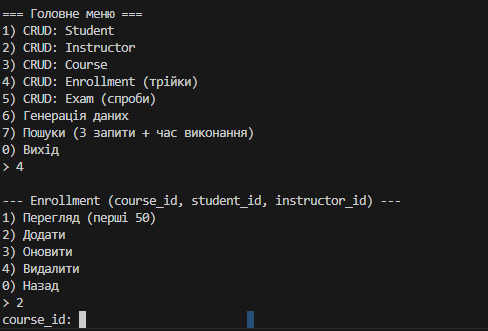 === Головне меню ===
1) CRUD: Student
2) CRUD: Instructor
3) CRUD: Course
4) CRUD: Enrollment (трійки)
5) CRUD: Exam (спроби)
6) Генерація даних
7) Пошуки (3 запити + час виконання)
0) Вихід
> 4
--- Enrollment (course_id, student_id, instructor_id) ---
1) Перегляд (перші 50)
2) Додати
3) Оновити
4) Видалити
0) Назад
> 2
course_id: